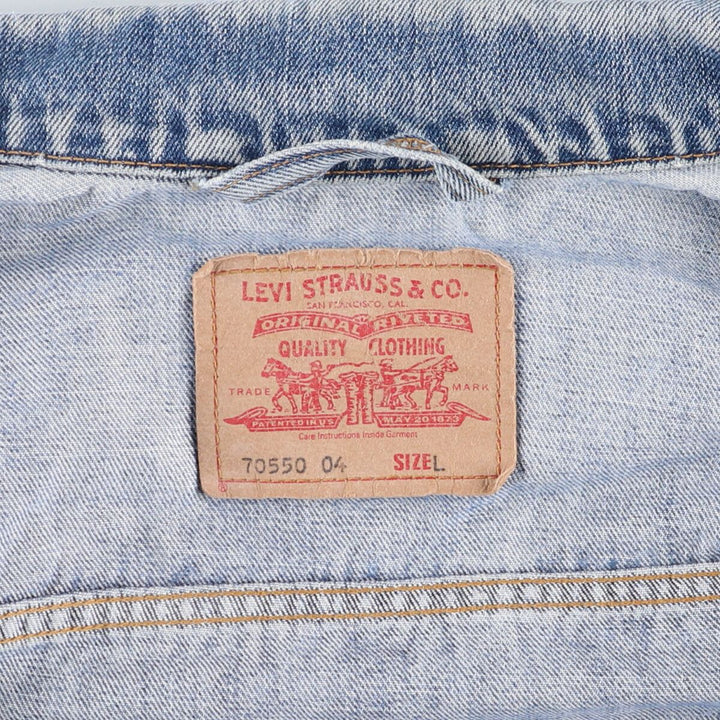 LEVI STRAUSS & CO.
SAN FRANCISCO, CAL.
ORIGINAL RIVETED
QUALITY CLOTHING
TRADE MARK
PATENTED IN U.S. MAY 20 1873
Care Instructions Inside Garment
70550 04 SIZE L
®